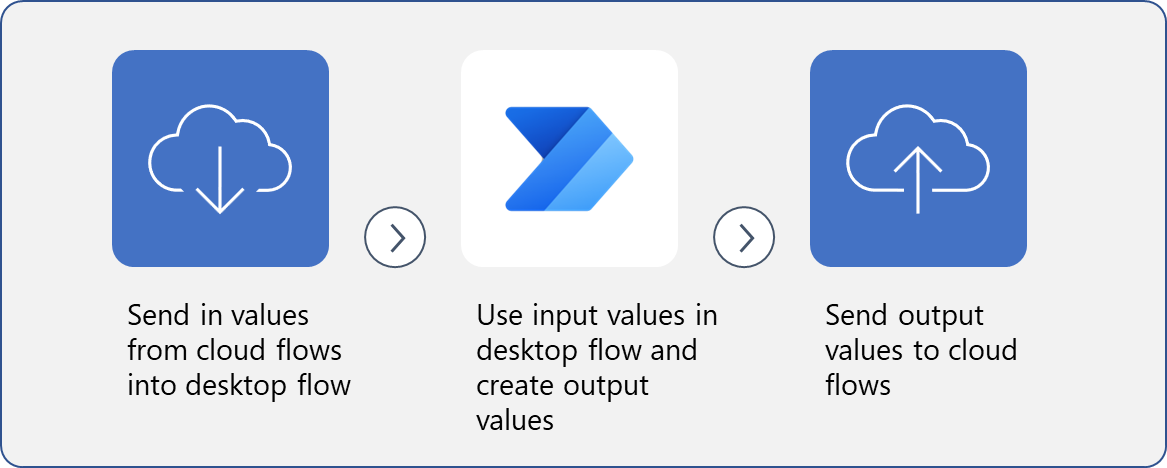 Send in values
from cloud flows
into desktop flow
Use input values in
desktop flow and
create output
values
Send output
values to cloud
flows